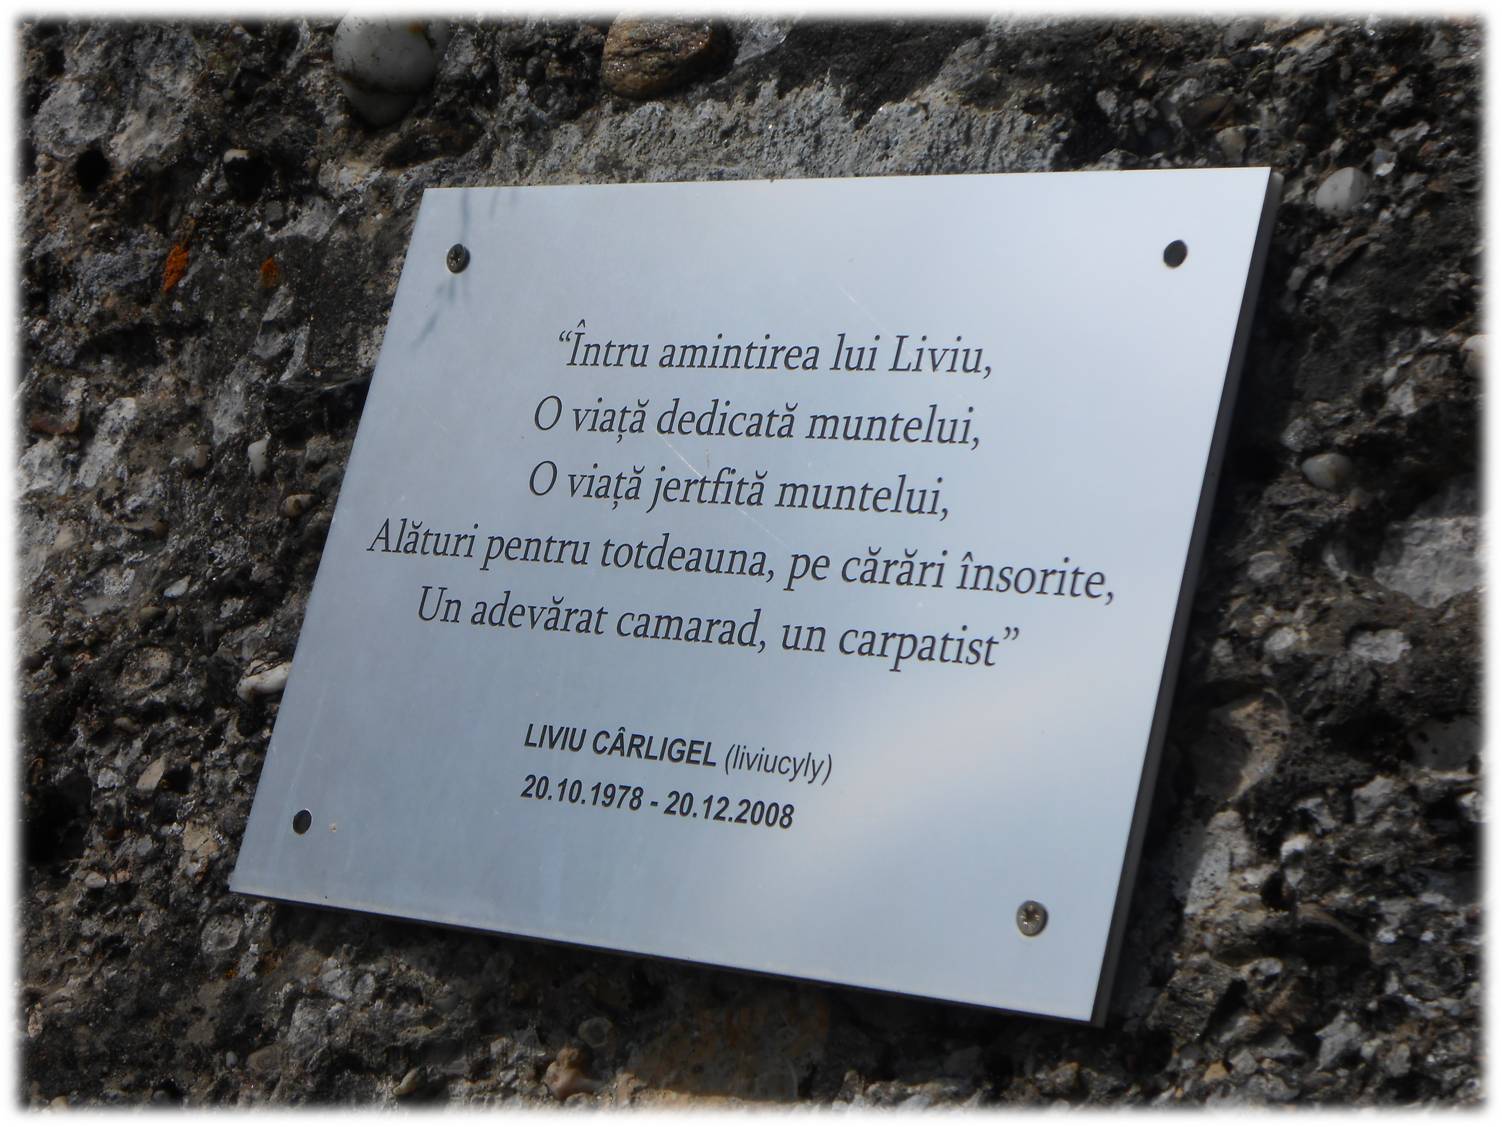 “Întru amintirea lui Liviu,
O viață dedicată muntelui,
O viață jertfită muntelui,
Alături pentru totdeauna, pe cărări însorite,
Un adevărat camarad, un carpatist”
LIVIU CÂRLIGEL (liviucyly)
20.10.1978 - 20.12.2008